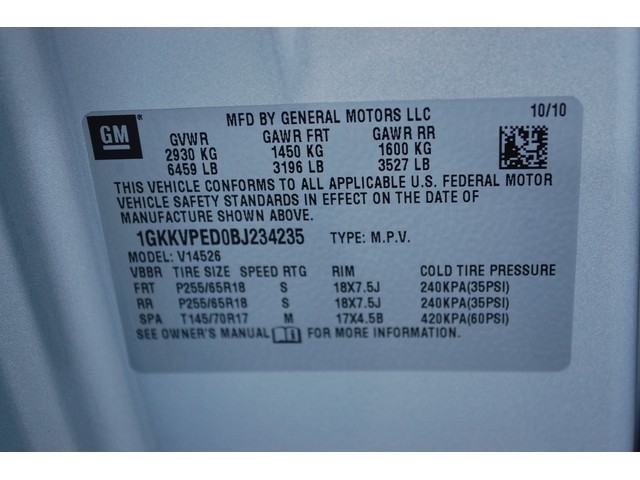 MFD BY GENERAL MOTORS LLC 10/10
GM
GVWR GAWR FRT GAWR RR
2930 KG 1450 KG 1600 KG
6459 LB 3196 LB 3527 LB
THIS VEHICLE CONFORMS TO ALL APPLICABLE U.S. FEDERAL MOTOR
VEHICLE SAFETY STANDARDS IN EFFECT ON THE DATE OF
MANUFACTURE SHOWN ABOVE.
1GKKVPED0BJ234235 TYPE: M.P.V.
MODEL: V14526
VBBR TIRE SIZE SPEED RTG RIM COLD TIRE PRESSURE
FRT P255/65R18 S 18X7.5J 240KPA(35PSI)
RR P255/65R18 S 18X7.5J 240KPA(35PSI)
SPA T145/70R17 M 17X4.5B 420KPA(60PSI)
SEE OWNER'S MANUAL FOR MORE INFORMATION.